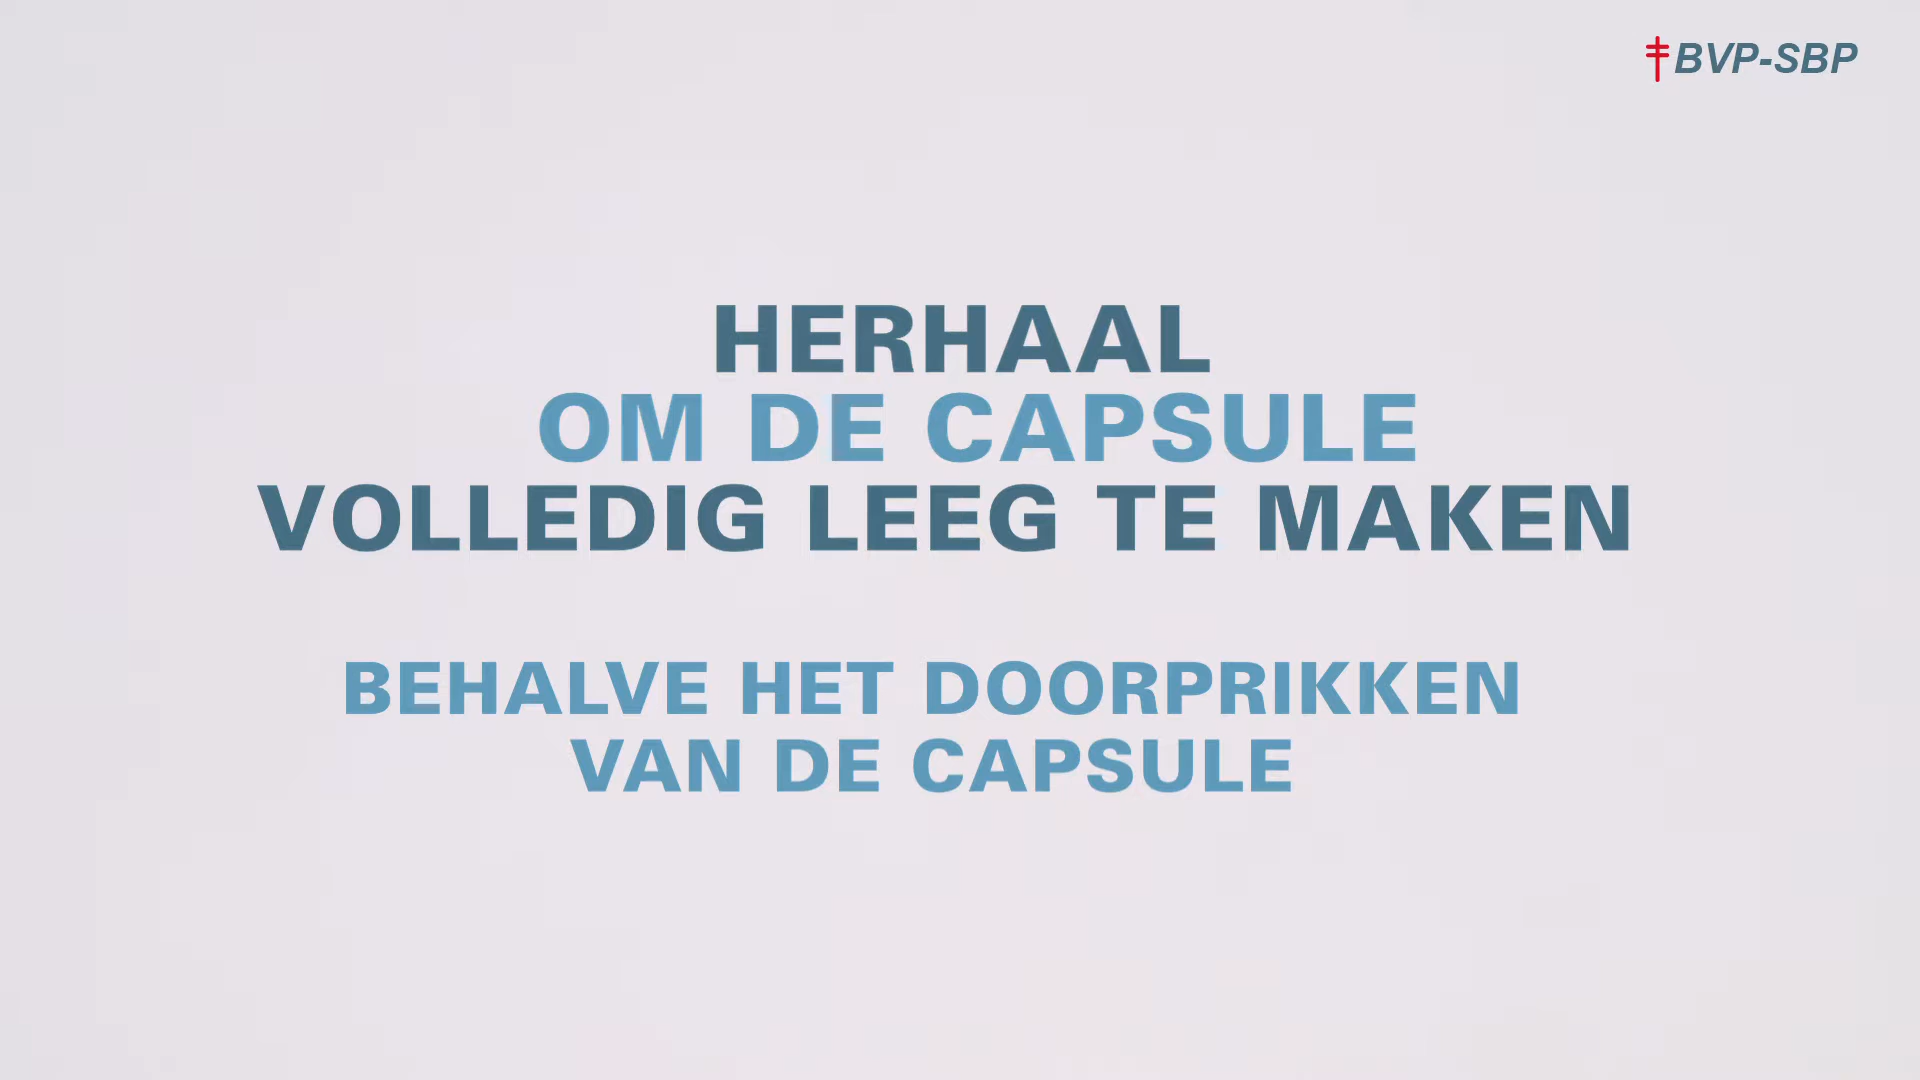 BVP-SBP
HERHAAL
OM DE CAPSULE
VOLLEDIG LEEG TE MAKEN
BEHALVE HET DOORPRIKKEN
VAN DE CAPSULE